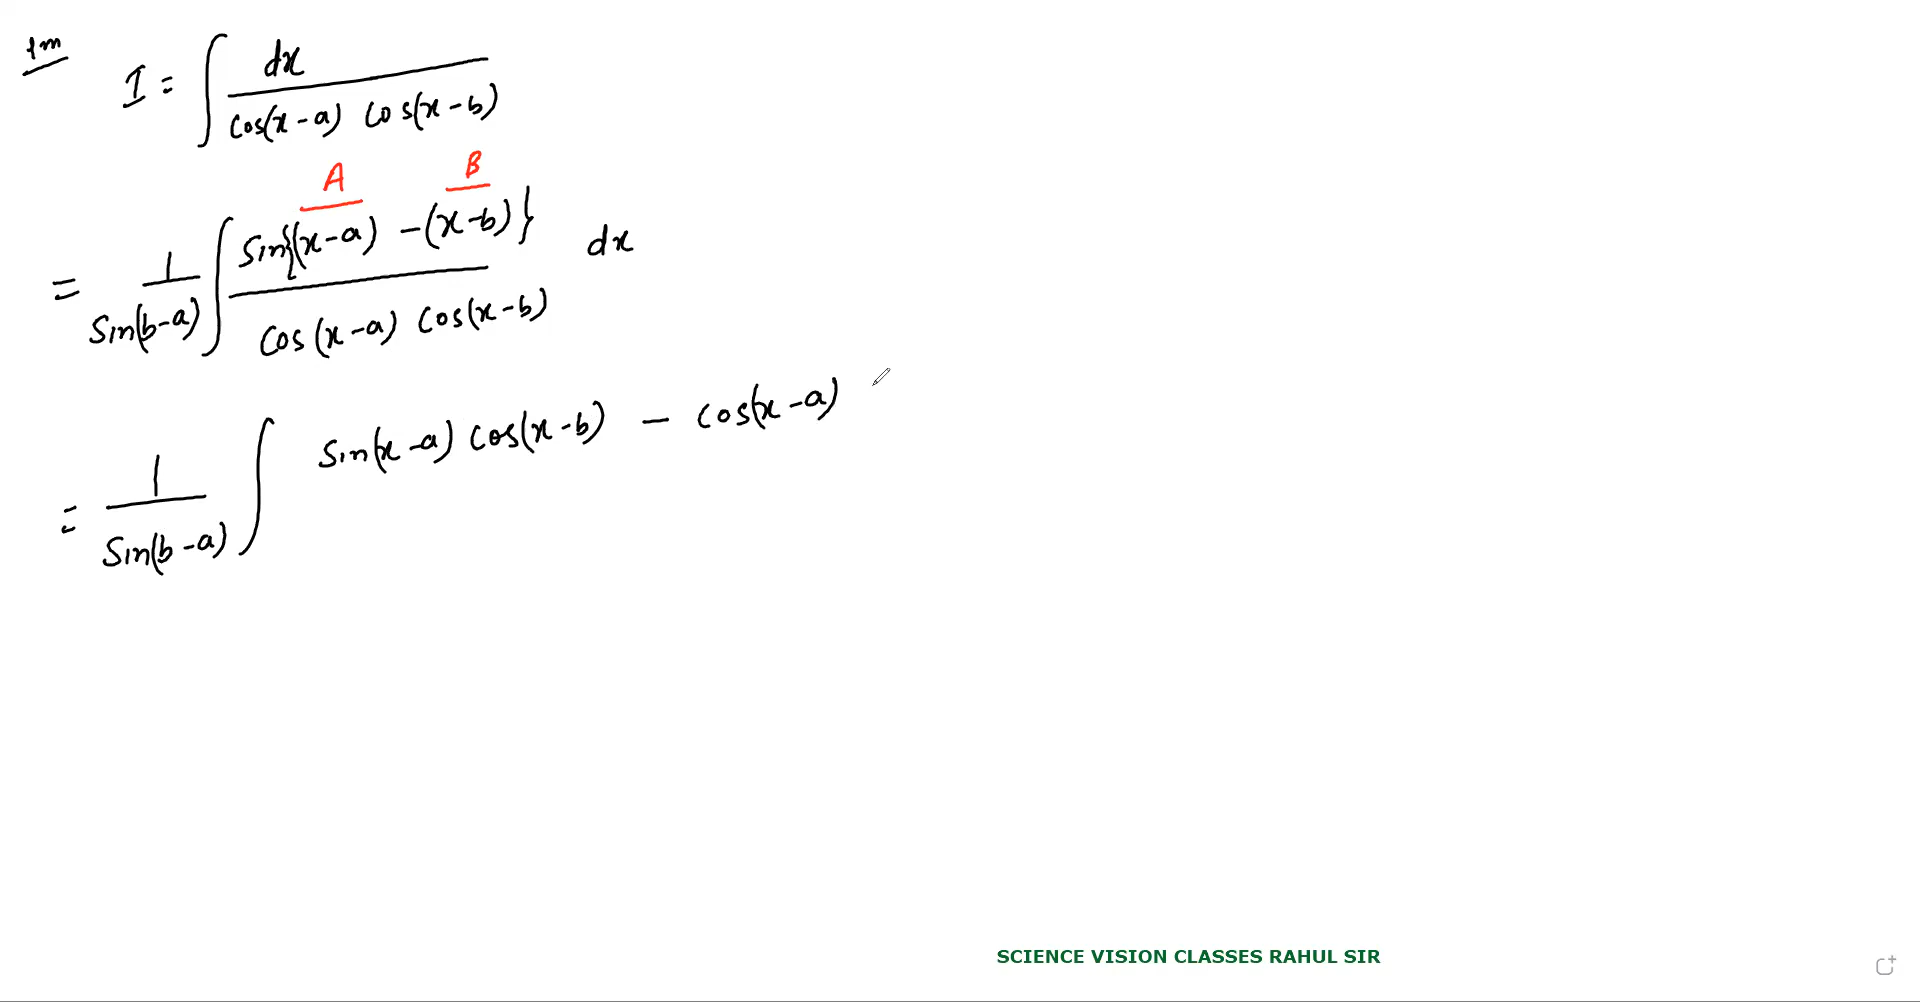 1m
I = ∫ dx / cos(x-a) cos(x-b)
A B
= 1/Sin(b-a) ∫ Sin{(x-a) -(x-b)} / cos(x-a) cos(x-b) dx
= 1/Sin(b-a) ∫ Sin(x-a) cos(x-b) - cos(x-a)
SCIENCE VISION CLASSES RAHUL SIR